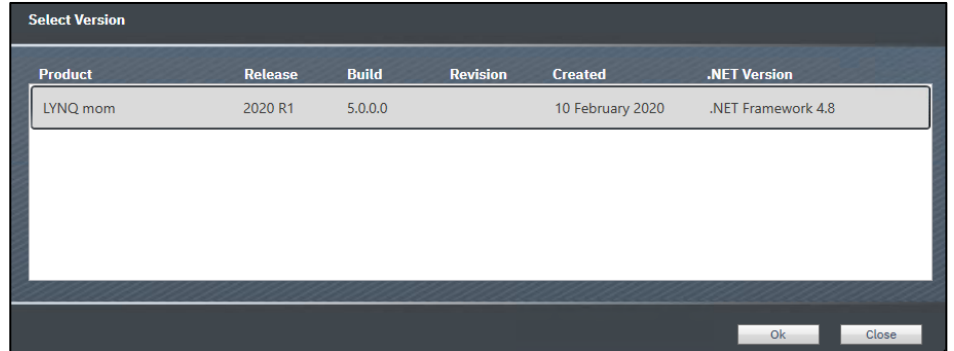 Select Version
Product Release Build Revision Created .NET Version
LYNQ mom 2020 R1 5.0.0.0 10 February 2020 .NET Framework 4.8
Ok Close